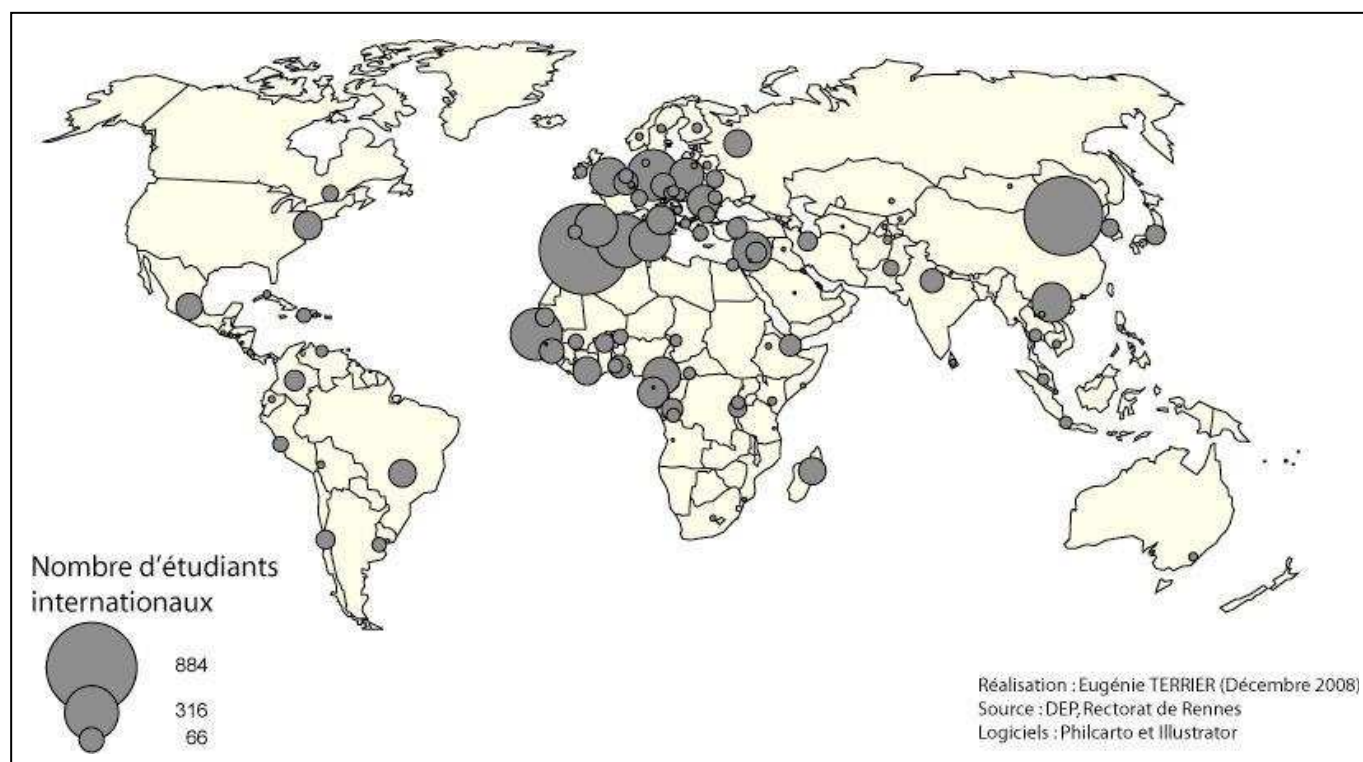 Nombre d'étudiants
internationaux
884
316
66
Réalisation : Eugénie TERRIER (Décembre 2008)
Source : DEP, Rectorat de Rennes
Logiciels : Philcarto et Illustrator